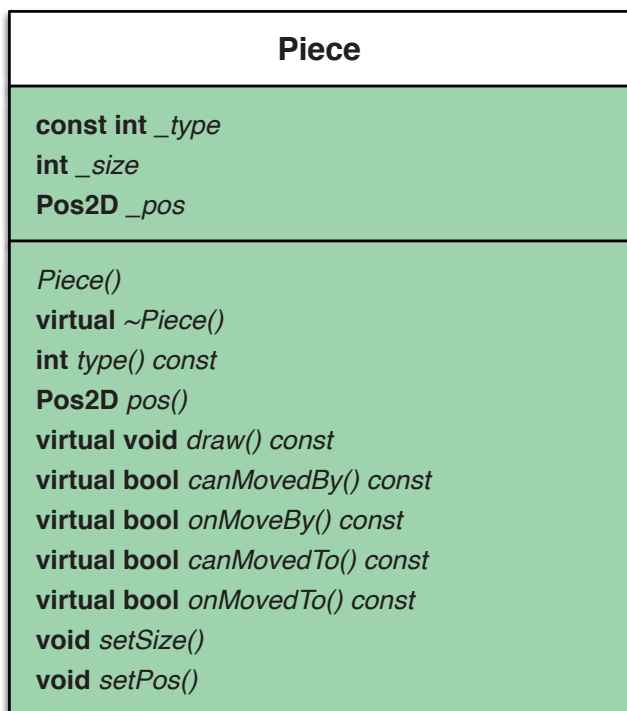 Piece
const int _type
int _size
Pos2D _pos
Piece()
virtual ~Piece()
int type() const
Pos2D pos()
virtual void draw() const
virtual bool canMovedBy() const
virtual bool onMoveBy() const
virtual bool canMovedTo() const
virtual bool onMovedTo() const
void setSize()
void setPos()